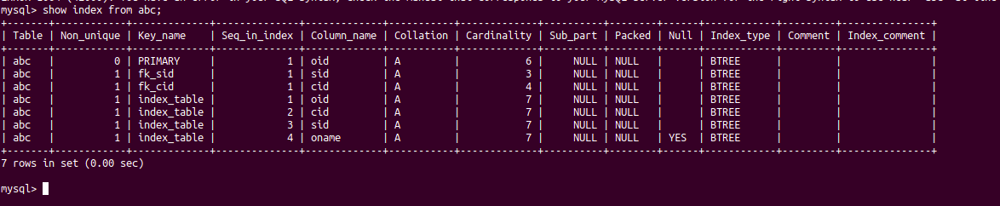 mysql> show index from abc;
+-------+------------+-------------+--------------+-------------+-----------+-------------+----------+--------+------+------------+---------+---------------+
| Table | Non_unique | Key_name    | Seq_in_index | Column_name | Collation | Cardinality | Sub_part | Packed | Null | Index_type | Comment | Index_comment |
+-------+------------+-------------+--------------+-------------+-----------+-------------+----------+--------+------+------------+---------+---------------+
| abc   |          0 | PRIMARY     |            1 | oid         | A         |           6 |     NULL | NULL   |      | BTREE      |         |               |
| abc   |          1 | fk_sid      |            1 | sid         | A         |           3 |     NULL | NULL   |      | BTREE      |         |               |
| abc   |          1 | fk_cid      |            1 | cid         | A         |           4 |     NULL | NULL   |      | BTREE      |         |               |
| abc   |          1 | index_table |            1 | oid         | A         |           7 |     NULL | NULL   |      | BTREE      |         |               |
| abc   |          1 | index_table |            2 | cid         | A         |           7 |     NULL | NULL   |      | BTREE      |         |               |
| abc   |          1 | index_table |            3 | sid         | A         |           7 |     NULL | NULL   |      | BTREE      |         |               |
| abc   |          1 | index_table |            4 | oname       | A         |           7 |     NULL | NULL   | YES  | BTREE      |         |               |
+-------+------------+-------------+--------------+-------------+-----------+-------------+----------+--------+------+------------+---------+---------------+
7 rows in set (0.00 sec)
mysql>